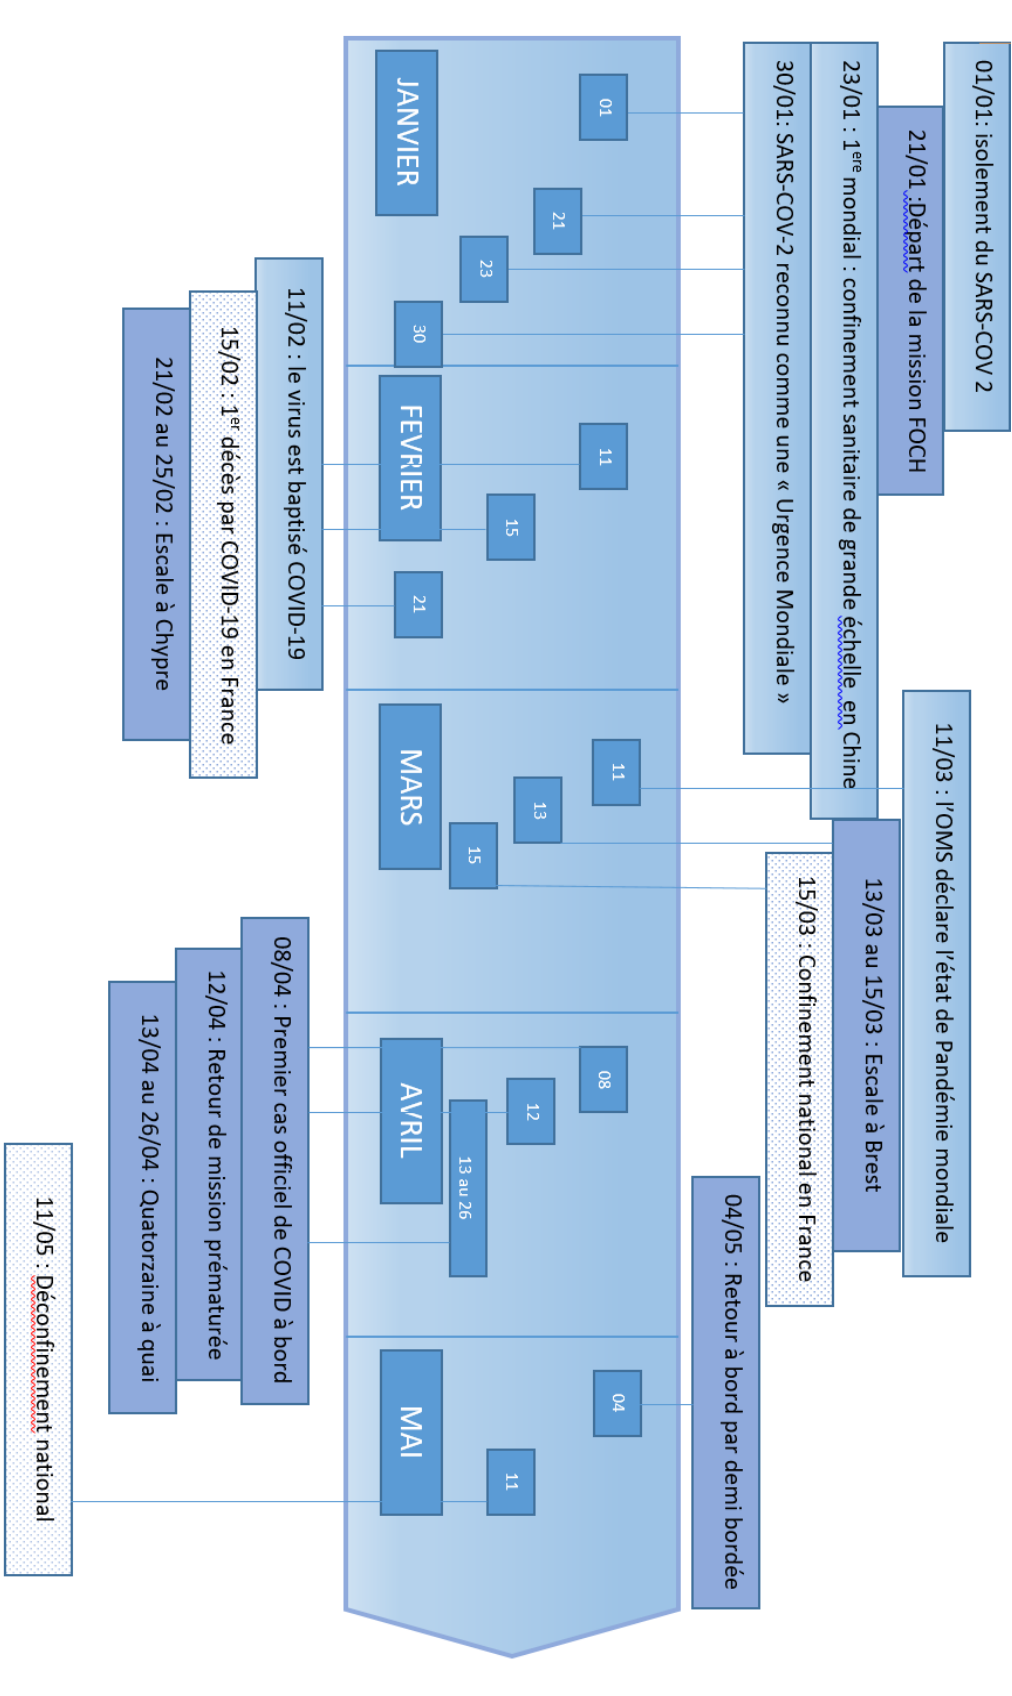 01/01: isolement du SARS-COV 2
21/01 :Départ de la mission FOCH
23/01 : 1ere mondial : confinement sanitaire de grande échelle en Chine
30/01: SARS-COV-2 reconnu comme une « Urgence Mondiale »
11/03 : l’OMS déclare l’état de Pandémie mondiale
13/03 au 15/03 : Escale à Brest
15/03 : Confinement national en France
04/05 : Retour à bord par demi bordée
01
21
23
30
JANVIER
11
15
21
FEVRIER
11
13
15
MARS
08
12
13 au 26
AVRIL
04
11
MAI
11/02 : le virus est baptisé COVID-19
15/02 : 1er décès par COVID-19 en France
21/02 au 25/02 : Escale à Chypre
08/04 : Premier cas officiel de COVID à bord
12/04 : Retour de mission prématurée
13/04 au 26/04 : Quatorzaine à quai
11/05 : Déconfinement national